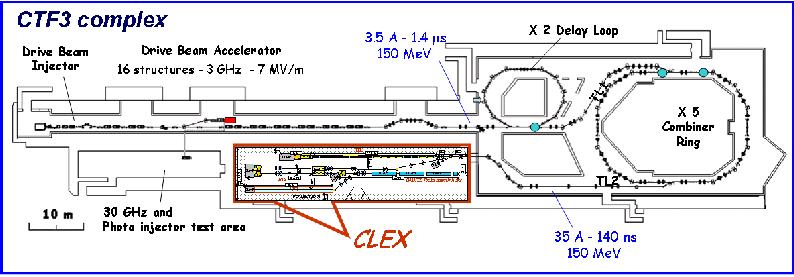 CTF3 complex
Drive Beam
Injector
Drive Beam Accelerator
16 structures - 3 GHz - 7 MV/m
3.5 A - 1.4 µs
150 MeV
X 2 Delay Loop
TL1
X 5
Combiner
Ring
TL2
10 m
30 GHz and
Photo injector test area
CLEX
35 A - 140 ns
150 MeV